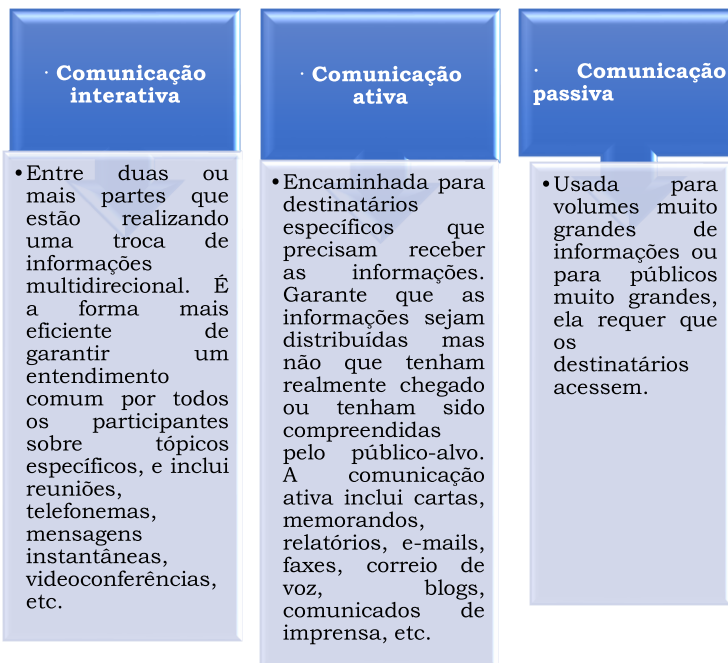 · Comunicação
interativa
•Entre duas ou
mais partes que
estão realizando
uma troca de
informações
multidirecional. É
a forma mais
eficiente de
garantir um
entendimento
comum por todos
os participantes
sobre tópicos
específicos, e inclui
reuniões,
telefonemas,
mensagens
instantâneas,
videoconferências,
etc.
· Comunicação
ativa
•Encaminhada para
destinatários
específicos que
precisam receber
as informações.
Garante que as
informações sejam
distribuídas mas
não que tenham
realmente chegado
ou tenham sido
compreendidas
pelo público-alvo.
A comunicação
ativa inclui cartas,
memorandos,
relatórios, e-mails,
faxes, correio de
voz, blogs,
comunicados de
imprensa, etc.
· Comunicação
passiva
•Usada para
volumes muito
grandes de
informações ou
para públicos
muito grandes,
ela requer que
os
destinatários
acessem.